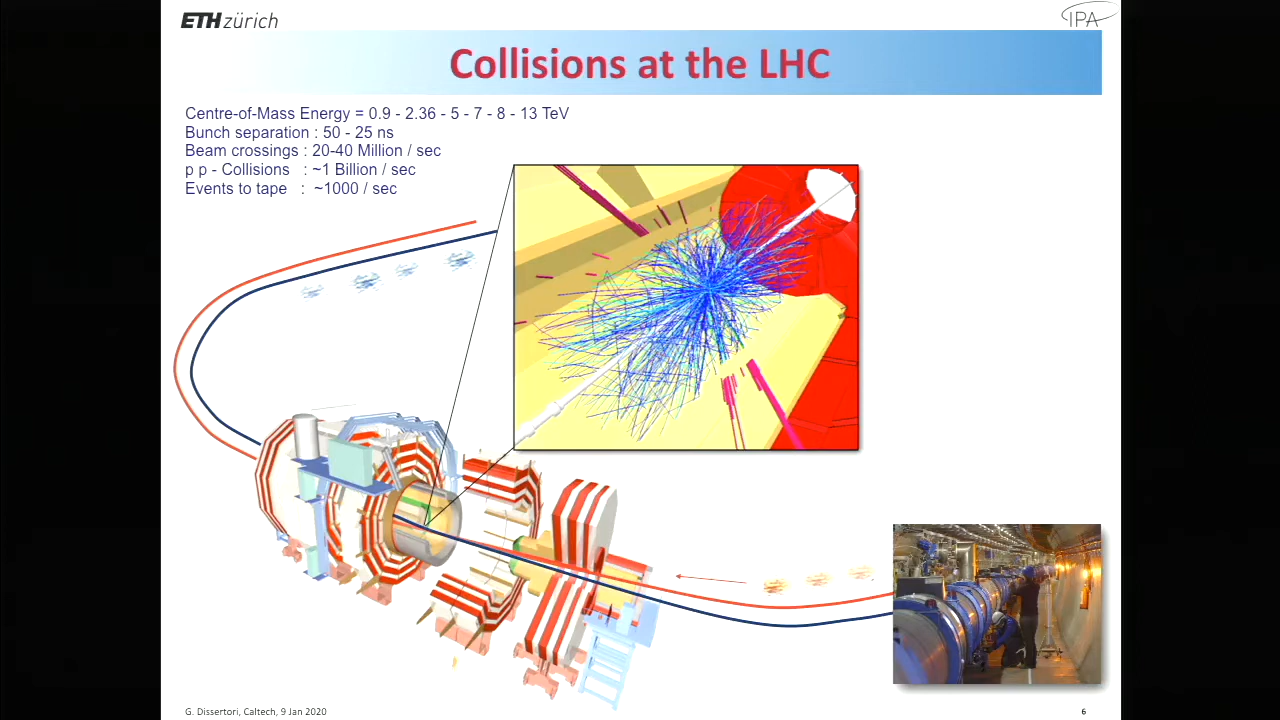 ETH zürich
IPA
Collisions at the LHC
Centre-of-Mass Energy = 0.9 - 2.36 - 5 - 7 - 8 - 13 TeV
Bunch separation : 50 - 25 ns
Beam crossings : 20-40 Million / sec
p p - Collisions : ~1 Billion / sec
Events to tape : ~1000 / sec
G. Dissertori, Caltech, 9 Jan 2020
6